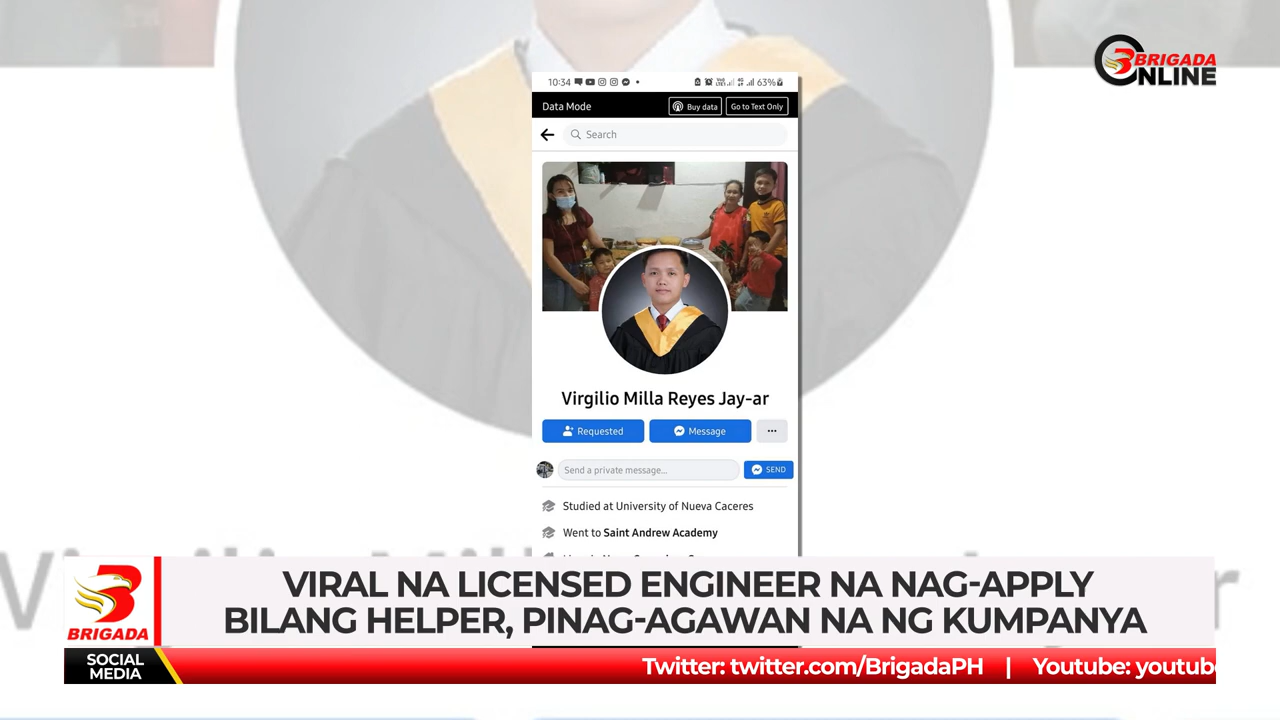 BRIGADA
ONLINE
10:34
63%
Data Mode
Buy data
Go to Text Only
Search
Virgilio Milla Reyes Jay-ar
Requested
Message
Send a private message...
SEND
Studied at University of Nueva Caceres
Went to Saint Andrew Academy
VIRAL NA LICENSED ENGINEER NA NAG-APPLY
BILANG HELPER, PINAG-AGAWAN NA NG KUMPANYA
BRIGADA
SOCIAL
MEDIA
Twitter: twitter.com/BrigadaPH | Youtube: youtube